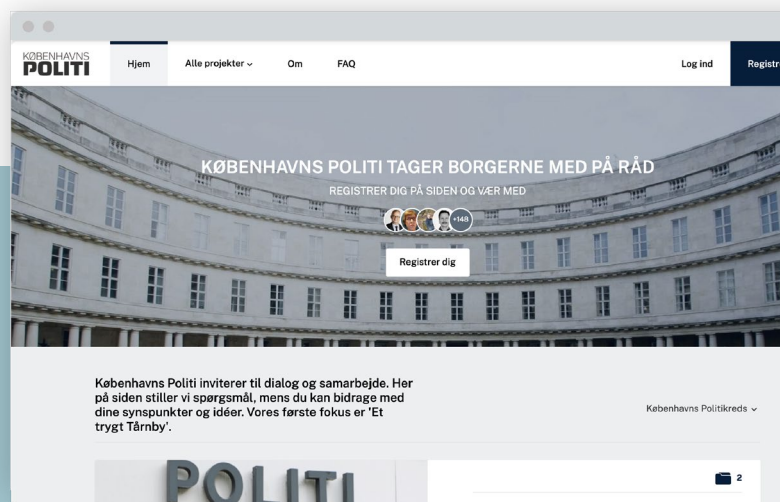 KØBENHAVNS
POLITI
Hjem
Alle projekter
Om
FAQ
Log ind
Registr
KØBENHAVNS POLITI TAGER BORGERNE MED PÅ RÅD
REGISTRER DIG PÅ SIDEN OG VÆR MED
+148
Registrer dig
Københavns Politi inviterer til dialog og samarbejde. Her
på siden stiller vi spørgsmål, mens du kan bidrage med
dine synspunkter og idéer. Vores første fokus er 'Et
trygt Tårnby'.
Københavns Politikreds
POLITI
2